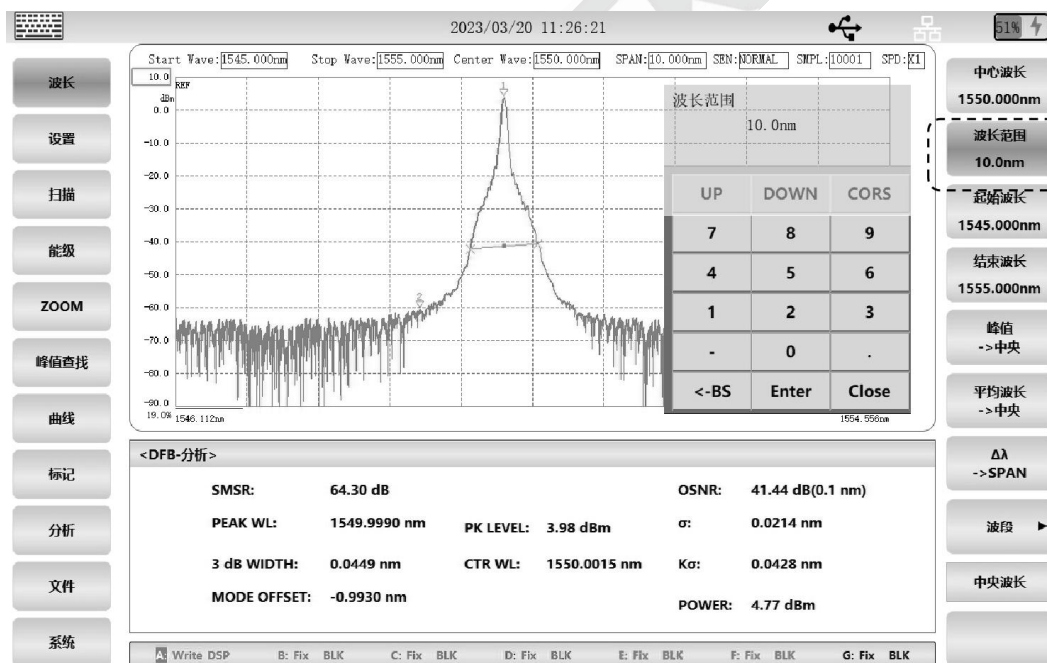 2023/03/20 11:26:21
51%
波长
设置
扫描
能级
ZOOM
峰值查找
曲线
标记
分析
文件
系统
Start Wave:1545.000nm Stop Wave:1555.000nm Center Wave:1550.000nm SPAN:10.000nm SEN:NORMAL SMPL:10001 SPD:X1
10.0
REF
dBm
0.0
-10.0
-20.0
-30.0
-40.0
-50.0
-60.0
-70.0
-80.0
-90.0
19.0% 1546.112nm 1554.556nm
1
2
波长范围
10.0nm
UP DOWN CORS
7 8 9
4 5 6
1 2 3
- 0 .
<-BS Enter Close
<DFB-分析>
SMSR: 64.30 dB OSNR: 41.44 dB(0.1 nm)
PEAK WL: 1549.9990 nm PK LEVEL: 3.98 dBm σ: 0.0214 nm
3 dB WIDTH: 0.0449 nm CTR WL: 1550.0015 nm Kσ: 0.0428 nm
MODE OFFSET: -0.9930 nm POWER: 4.77 dBm
A: Write DSP B: Fix BLK C: Fix BLK D: Fix BLK E: Fix BLK F: Fix BLK G: Fix BLK
中心波长
1550.000nm
波长范围
10.0nm
起始波长
1545.000nm
结束波长
1555.000nm
峰值
->中央
平均波长
->中央
Δλ
->SPAN
波段
中央波长